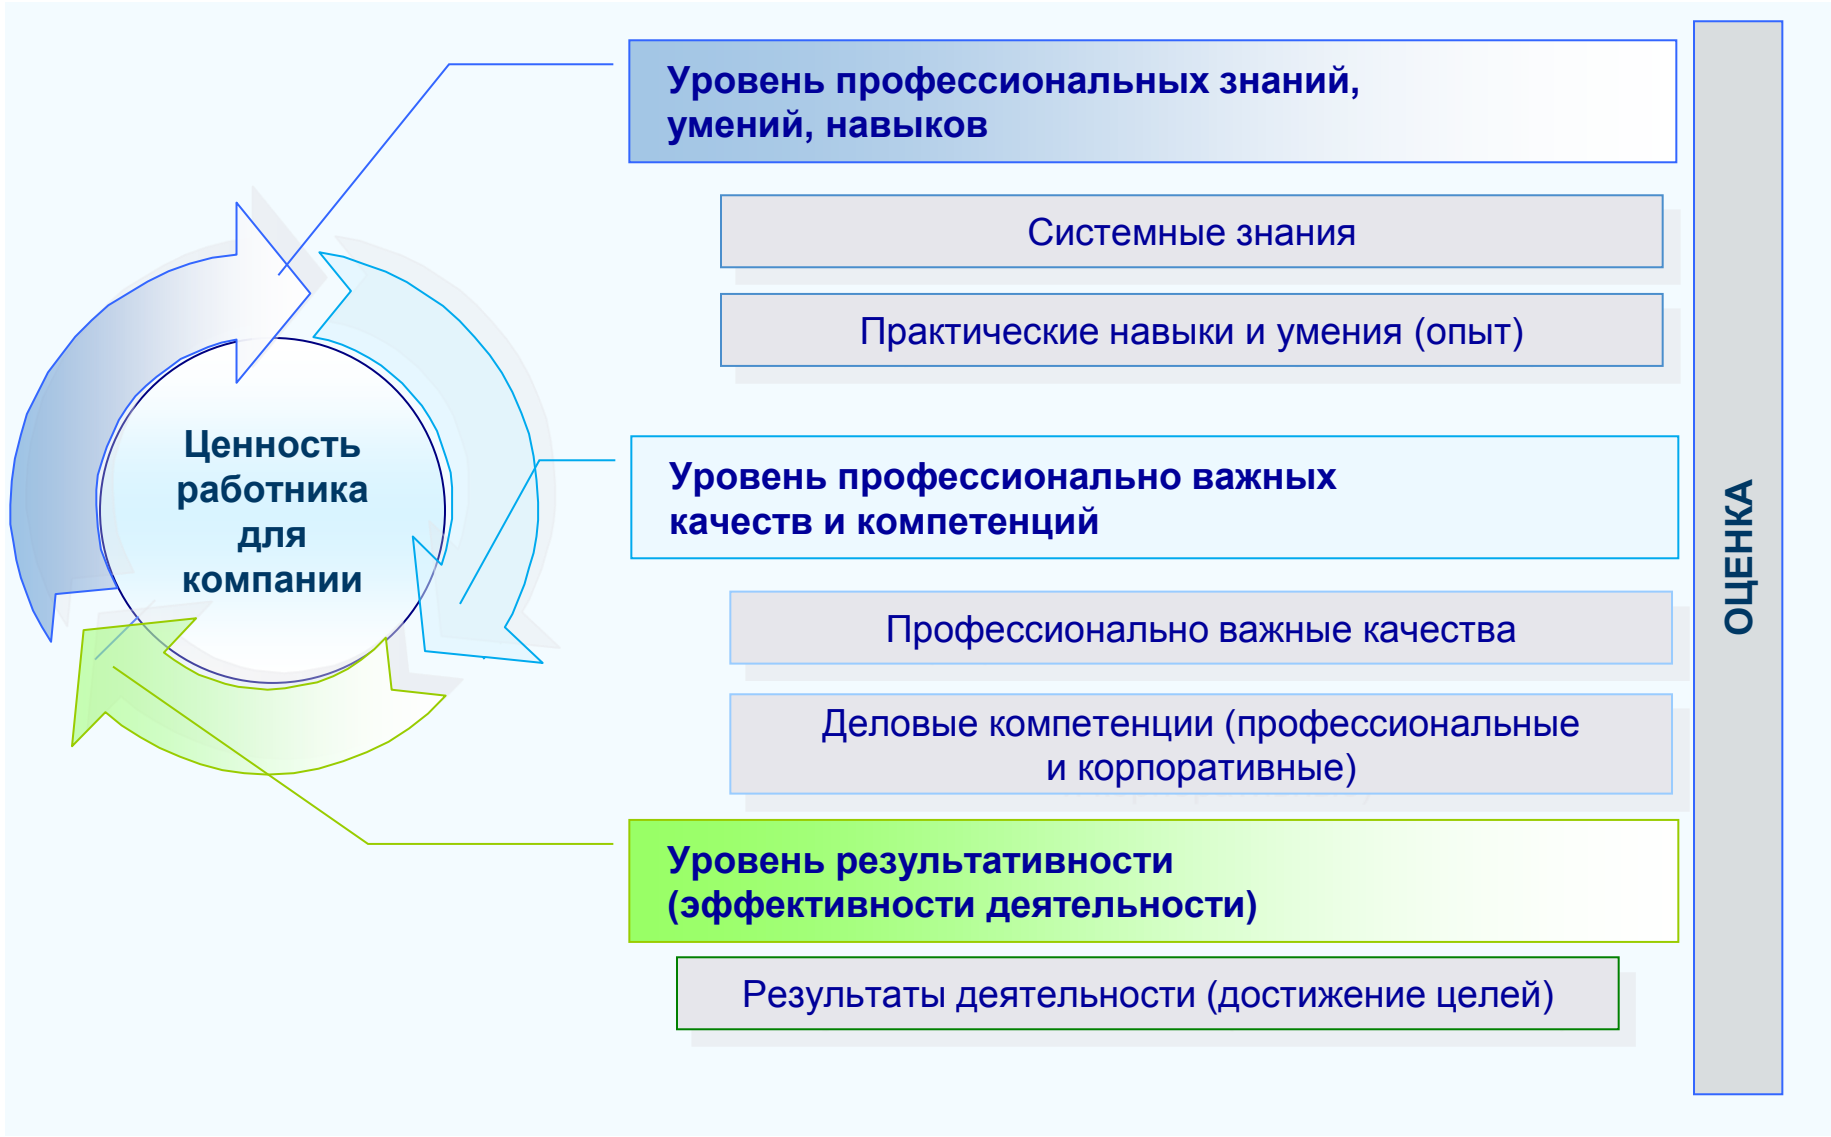 Уровень профессиональных знаний,
умений, навыков
Системные знания
Практические навыки и умения (опыт)
Ценность
работника
для
компании
Уровень профессионально важных
качеств и компетенций
Профессионально важные качества
Деловые компетенции (профессиональные
и корпоративные)
Уровень результативности
(эффективности деятельности)
Результаты деятельности (достижение целей)
ОЦЕНКА